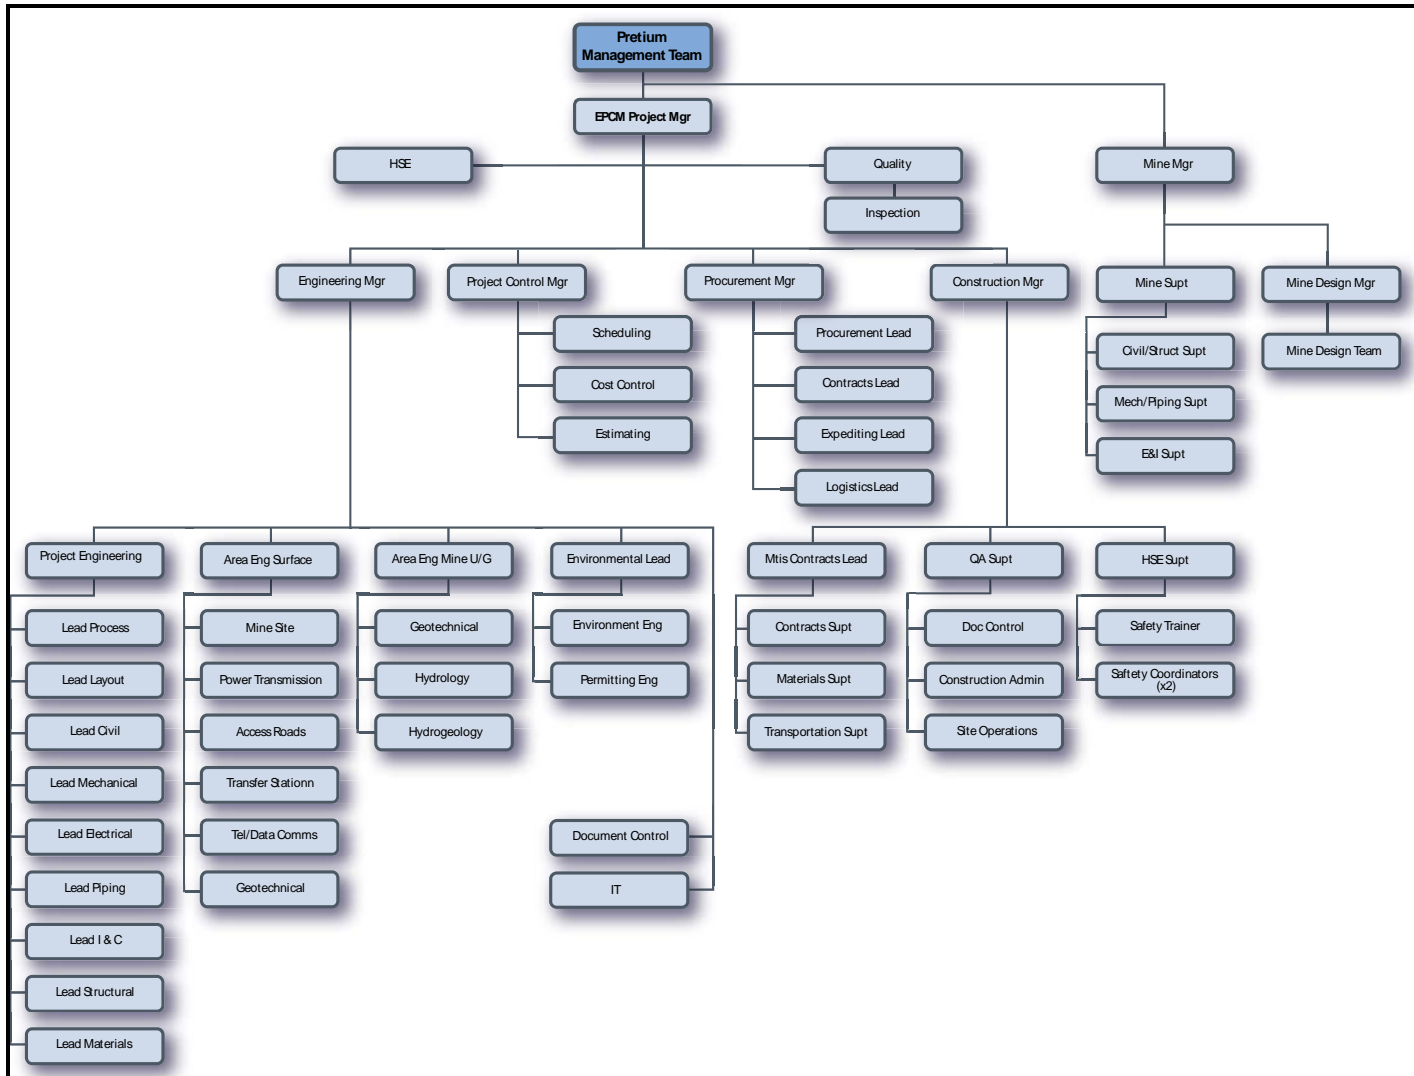 Pretium
Management Team
EPCM Project Mgr
HSE
Quality
Mine Mgr
Inspection
Engineering Mgr
Project Control Mgr
Procurement Mgr
Construction Mgr
Mine Supt
Mine Design Mgr
Scheduling
Procurement Lead
Civil/Struct Supt
Mine Design Team
Cost Control
Contracts Lead
Mech/Piping Supt
Estimating
Expediting Lead
E&I Supt
Logistics Lead
Project Engineering
Area Eng Surface
Area Eng Mine U/G
Environmental Lead
Mtis Contracts Lead
QA Supt
HSE Supt
Lead Process
Mine Site
Geotechnical
Environment Eng
Contracts Supt
Doc Control
Safety Trainer
Lead Layout
Power Transmission
Hydrology
Permitting Eng
Materials Supt
Construction Admin
Saftety Coordinators
(x2)
Lead Civil
Access Roads
Hydrogeology
Transportation Supt
Site Operations
Lead Mechanical
Transfer Stationn
Lead Electrical
Tel/Data Comms
Document Control
Lead Piping
Geotechnical
IT
Lead I & C
Lead Structural
Lead Materials